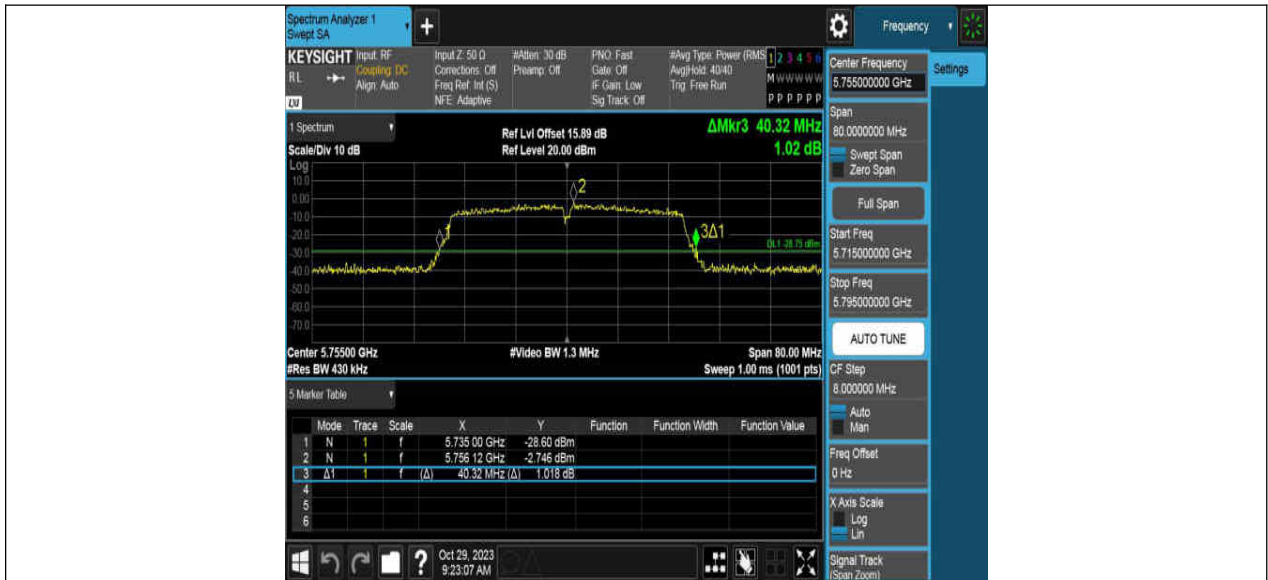 Spectrum Analyzer 1
Swept SA
+
Frequency
KEYSIGHT
RL
LXI
Input: RF
Coupling: DC
Align: Auto
Input Z: 50 Ω
Corrections: Off
Freq Ref: Int (S)
NFE: Adaptive
#Atten: 30 dB
Preamp: Off
PNO: Fast
Gate: Off
IF Gain: Low
Sig Track: Off
#Avg Type: Power (RMS
Avg|Hold: 40/40
Trig: Free Run
1 2 3 4 5 6
M W W W W W
P P P P P P
Center Frequency
5.755000000 GHz
Settings
1 Spectrum
Scale/Div 10 dB
Ref Lvl Offset 15.89 dB
Ref Level 20.00 dBm
ΔMkr3 40.32 MHz
1.02 dB
Log
10.0
0.00
-10.0
-20.0
-30.0
-40.0
-50.0
-60.0
-70.0
1
2
3Δ1
DL1 -28.75 dBm
Center 5.75500 GHz
#Video BW 1.3 MHz
Span 80.00 MHz
#Res BW 430 kHz
Sweep 1.00 ms (1001 pts)
Span
80.0000000 MHz
Swept Span
Zero Span
Full Span
Start Freq
5.715000000 GHz
Stop Freq
5.795000000 GHz
AUTO TUNE
CF Step
8.000000 MHz
Auto
Man
Freq Offset
0 Hz
X Axis Scale
Log
Lin
Signal Track
(Span Zoom)
5 Marker Table
Mode Trace Scale X Y Function Function Width Function Value
1 N 1 f 5.735 00 GHz -28.60 dBm
2 N 1 f 5.756 12 GHz -2.746 dBm
3 Δ1 1 f (Δ) 40.32 MHz (Δ) 1.018 dB
4
5
6
?
Oct 29, 2023
9:23:07 AM